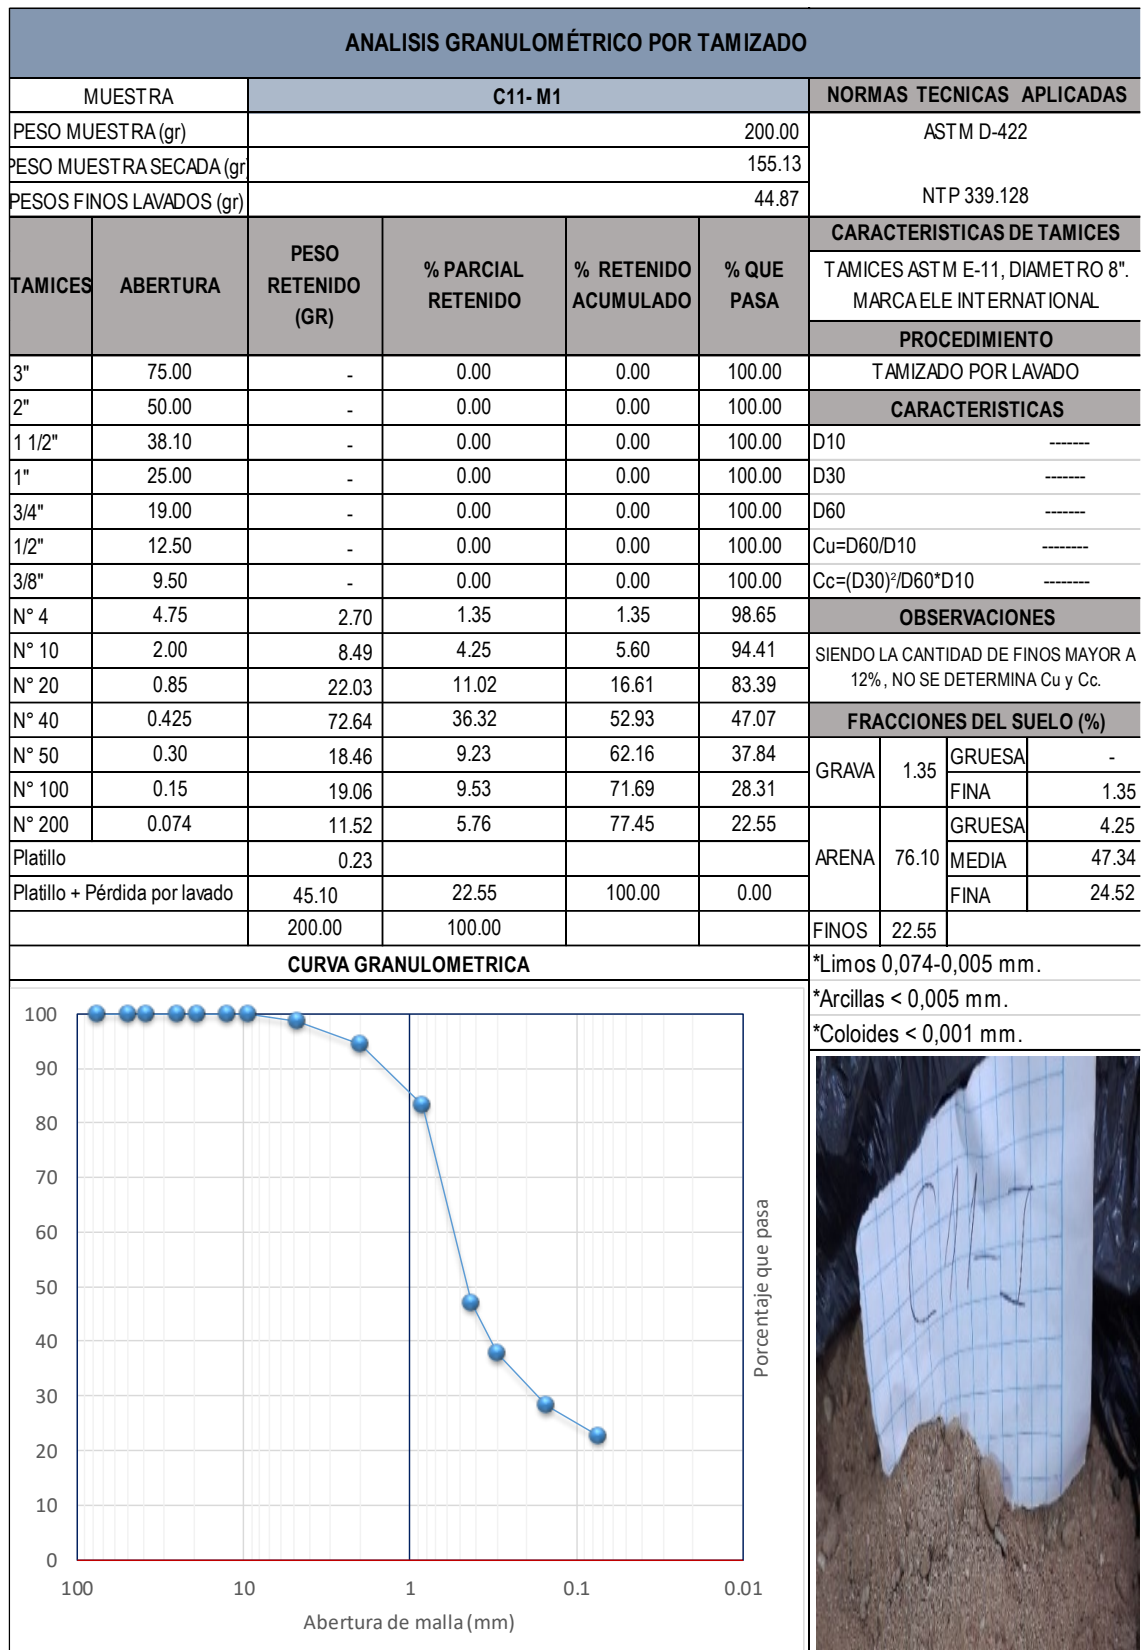 ANALISIS GRANULOMÉTRICO POR TAMIZADO
MUESTRA C11- M1 NORMAS TECNICAS APLICADAS
PESO MUESTRA (gr) 200.00 ASTM D-422
PESO MUESTRA SECADA (gr) 155.13
PESOS FINOS LAVADOS (gr) 44.87 NTP 339.128
TAMICES ABERTURA PESO RETENIDO (GR) % PARCIAL RETENIDO % RETENIDO ACUMULADO % QUE PASA
CARACTERISTICAS DE TAMICES
TAMICES ASTM E-11, DIAMETRO 8".
MARCA ELE INTERNATIONAL
PROCEDIMIENTO
3" 75.00 - 0.00 0.00 100.00 TAMIZADO POR LAVADO
2" 50.00 - 0.00 0.00 100.00 CARACTERISTICAS
1 1/2" 38.10 - 0.00 0.00 100.00 D10 -------
1" 25.00 - 0.00 0.00 100.00 D30 -------
3/4" 19.00 - 0.00 0.00 100.00 D60 -------
1/2" 12.50 - 0.00 0.00 100.00 Cu=D60/D10 --------
3/8" 9.50 - 0.00 0.00 100.00 Cc=(D30)²/D60*D10 --------
N° 4 4.75 2.70 1.35 1.35 98.65 OBSERVACIONES
N° 10 2.00 8.49 4.25 5.60 94.41 SIENDO LA CANTIDAD DE FINOS MAYOR A
N° 20 0.85 22.03 11.02 16.61 83.39 12%, NO SE DETERMINA Cu y Cc.
N° 40 0.425 72.64 36.32 52.93 47.07 FRACCIONES DEL SUELO (%)
N° 50 0.30 18.46 9.23 62.16 37.84 GRAVA 1.35 GRUESA -
N° 100 0.15 19.06 9.53 71.69 28.31 FINA 1.35
N° 200 0.074 11.52 5.76 77.45 22.55 GRUESA 4.25
Platillo 0.23 ARENA 76.10 MEDIA 47.34
Platillo + Pérdida por lavado 45.10 22.55 100.00 0.00 FINA 24.52
200.00 100.00 FINOS 22.55
CURVA GRANULOMETRICA
*Limos 0,074-0,005 mm.
*Arcillas < 0,005 mm.
*Coloides < 0,001 mm.
100
90
80
70
60
50
40
30
20
10
0
100 10 1 0.1 0.01
Abertura de malla (mm)
Porcentaje que pasa